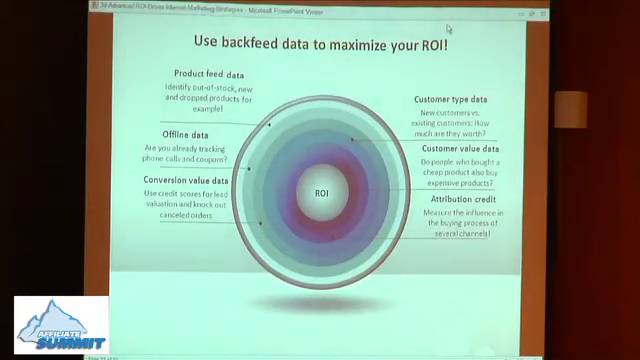 3d-Advanced ROI Driven Internet Marketing Strategies - Microsoft PowerPoint Viewer
Use backfeed data to maximize your ROI!
Product feed data
Identify out-of-stock, new
and dropped products for
example!
Offline data
Are you already tracking
phone calls and coupons?
Conversion value data
Use credit scores for lead
valuation and knock out
canceled orders
ROI
Customer type data
New customers vs.
existing customers: How
much are they worth?
Customer value data
Do people who bought a
cheap product also buy
expensive products?
Attribution credit
Measure the influence in
the buying process of
several channels!
AFFILIATE
SUMMIT